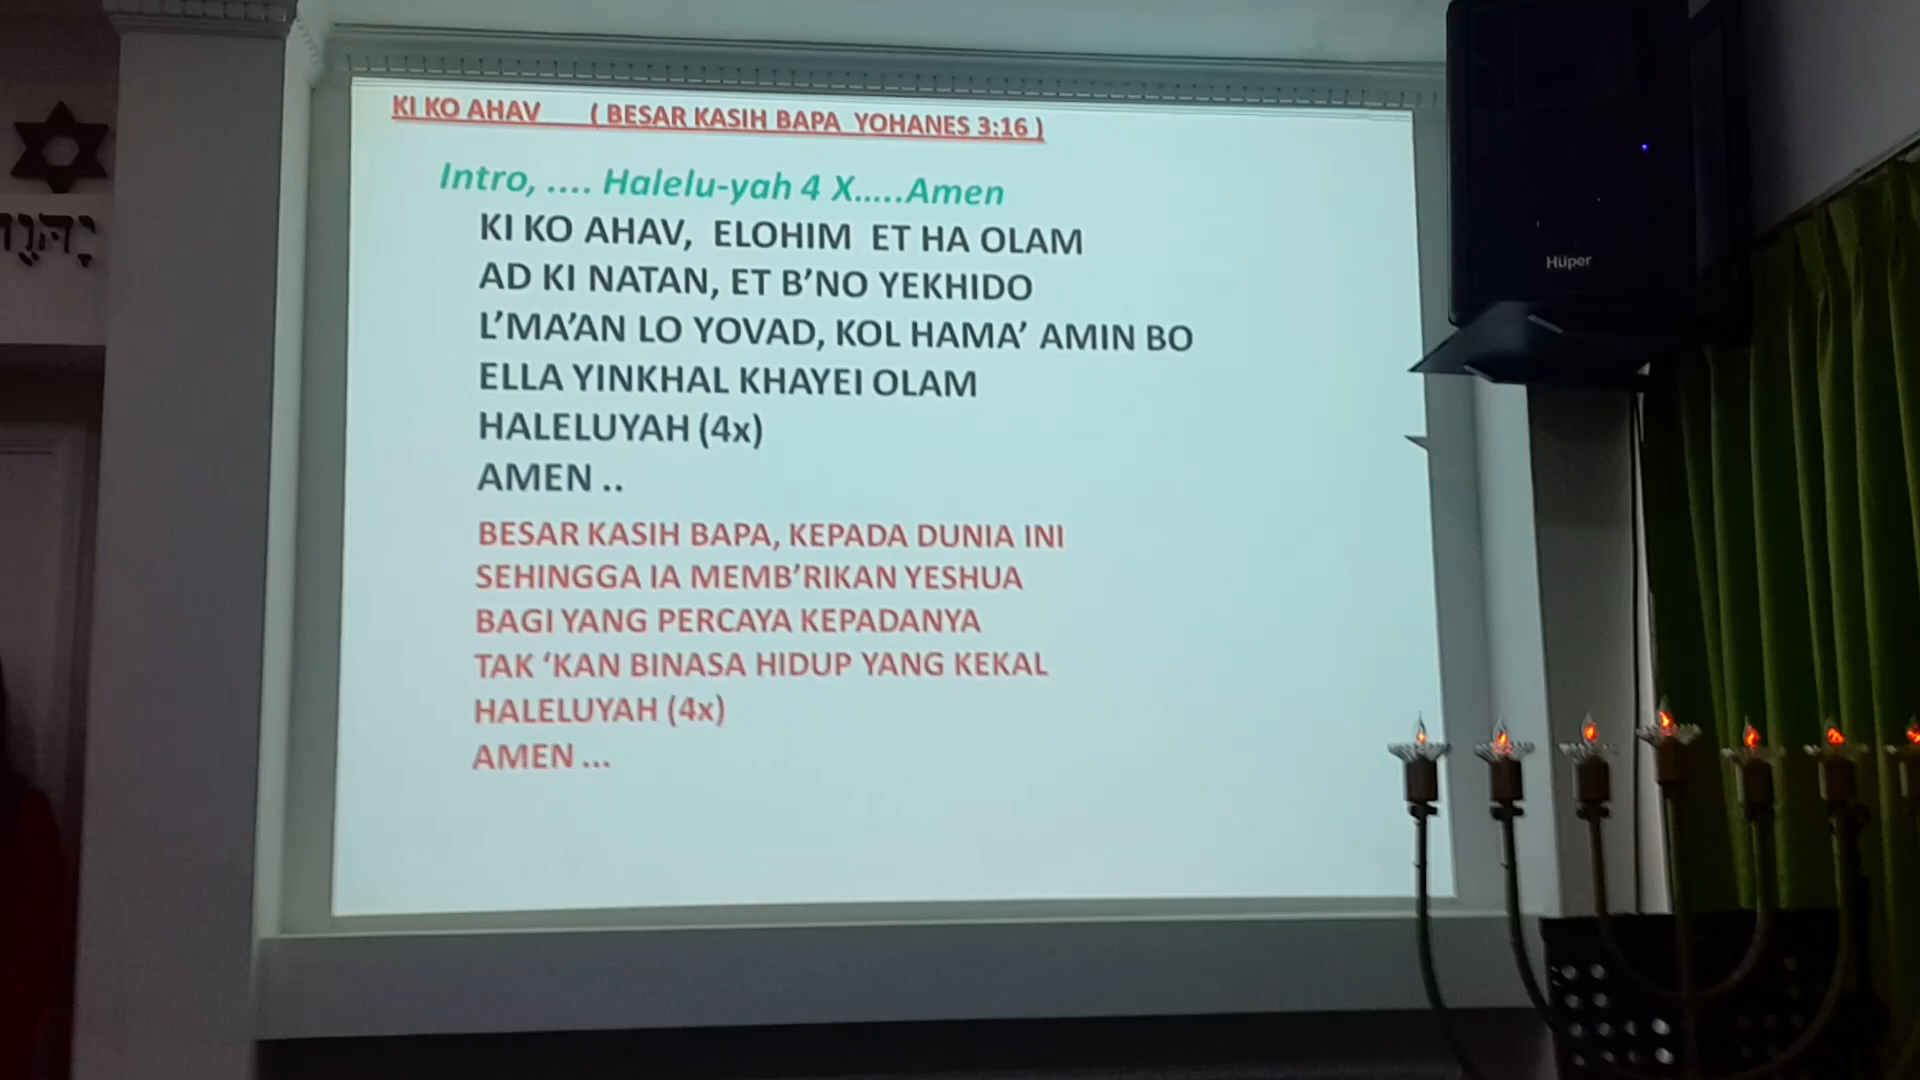 KI KO AHAV ( BESAR KASIH BAPA YOHANES 3:16 )
Intro, .... Halelu-yah 4 X.....Amen
KI KO AHAV, ELOHIM ET HA OLAM
AD KI NATAN, ET B’NO YEKHIDO
L’MA’AN LO YOVAD, KOL HAMA’ AMIN BO
ELLA YINKHAL KHAYEI OLAM
HALELUYAH (4x)
AMEN ..
BESAR KASIH BAPA, KEPADA DUNIA INI
SEHINGGA IA MEMB’RIKAN YESHUA
BAGI YANG PERCAYA KEPADANYA
TAK ‘KAN BINASA HIDUP YANG KEKAL
HALELUYAH (4x)
AMEN ...
Hüper